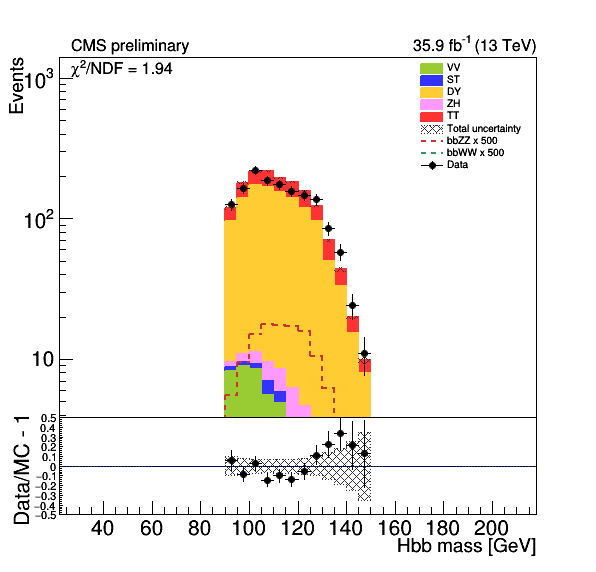 CMS preliminary 35.9 fb⁻¹ (13 TeV)
χ²/NDF = 1.94
Events
10³
10²
10
VV
ST
DY
ZH
TT
Total uncertainty
bbZZ x 500
bbWW x 500
Data
Data/MC - 1
0.5
0.4
0.3
0.2
0.1
0
−0.1
−0.2
−0.3
−0.4
−0.5
40 60 80 100 120 140 160 180 200
Hbb mass [GeV]